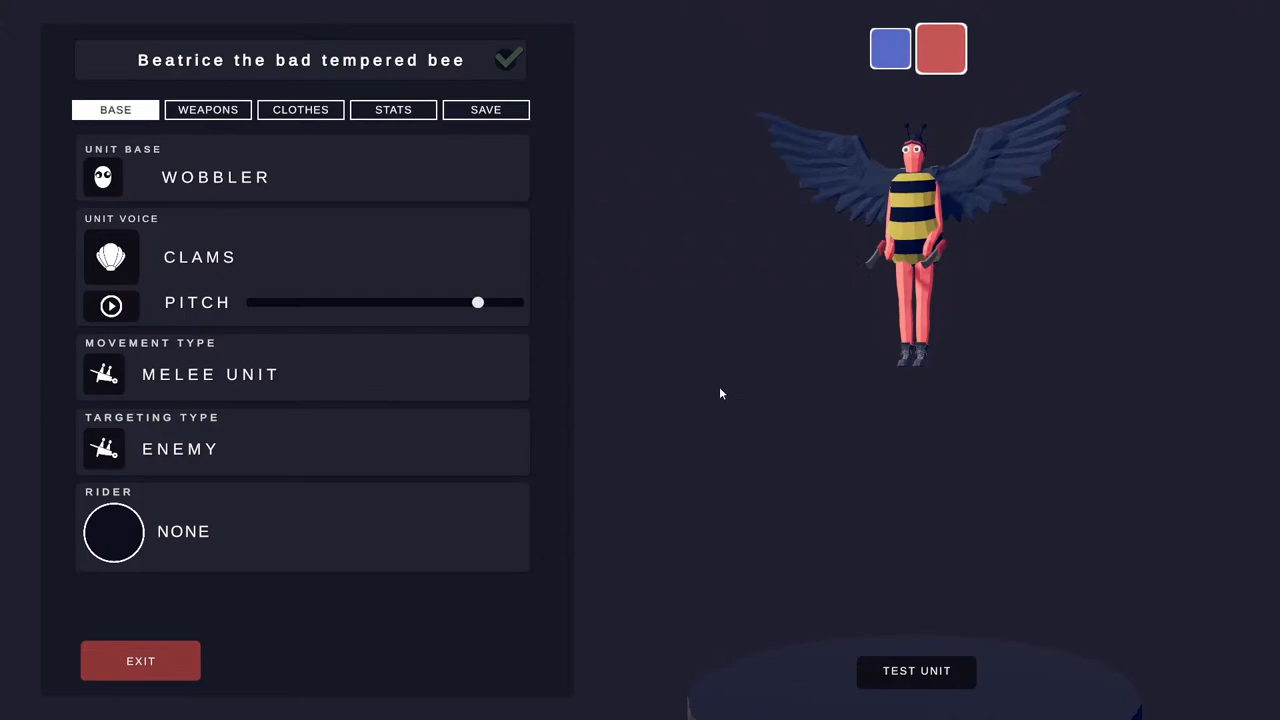 Beatrice the bad tempered bee
BASE WEAPONS CLOTHES STATS SAVE
UNIT BASE
WOBBLER
UNIT VOICE
CLAMS
PITCH
MOVEMENT TYPE
MELEE UNIT
TARGETING TYPE
ENEMY
RIDER
NONE
EXIT
TEST UNIT